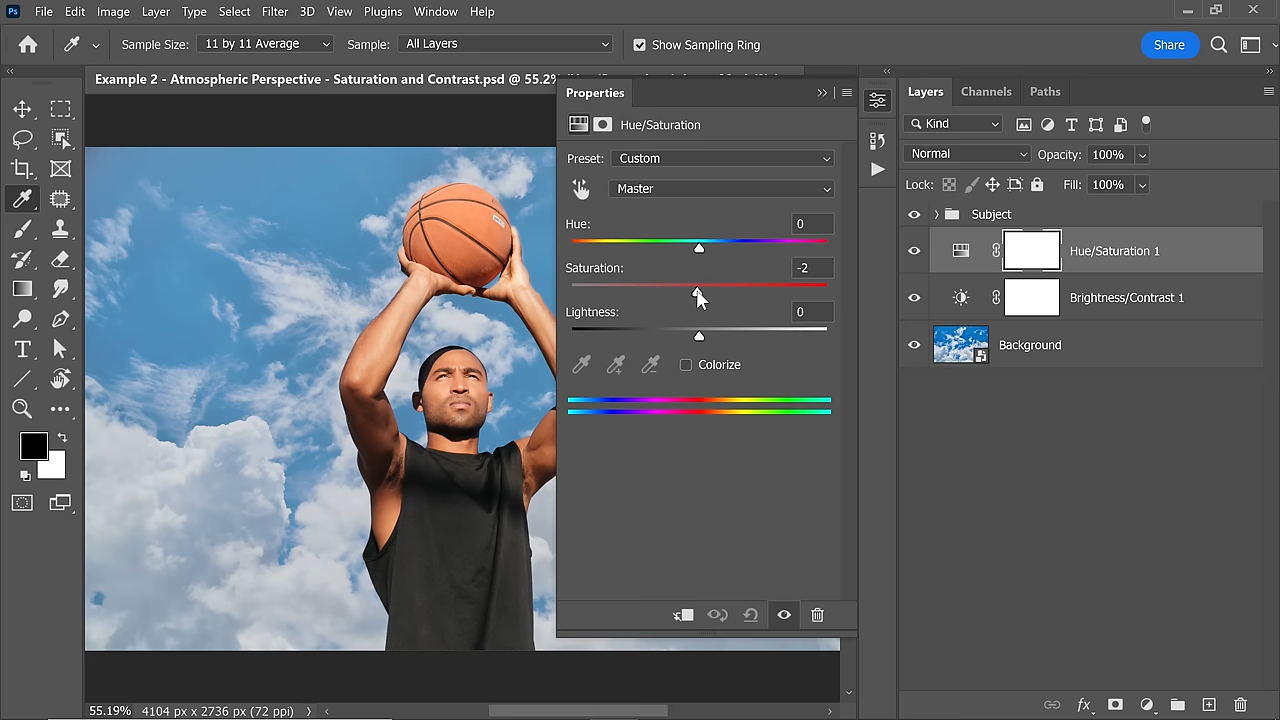 Ps File Edit Image Layer Type Select Filter 3D View Plugins Window Help
Sample Size: 11 by 11 Average Sample: All Layers Show Sampling Ring Share
Example 2 - Atmospheric Perspective - Saturation and Contrast.psd @ 55.2%
Properties
Hue/Saturation
Preset: Custom
Master
Hue: 0
Saturation: -2
Lightness: 0
Colorize
Layers Channels Paths
Kind
Normal Opacity: 100%
Lock: Fill: 100%
Subject
Hue/Saturation 1
Brightness/Contrast 1
Background
55.19% 4104 px x 2736 px (72 ppi)